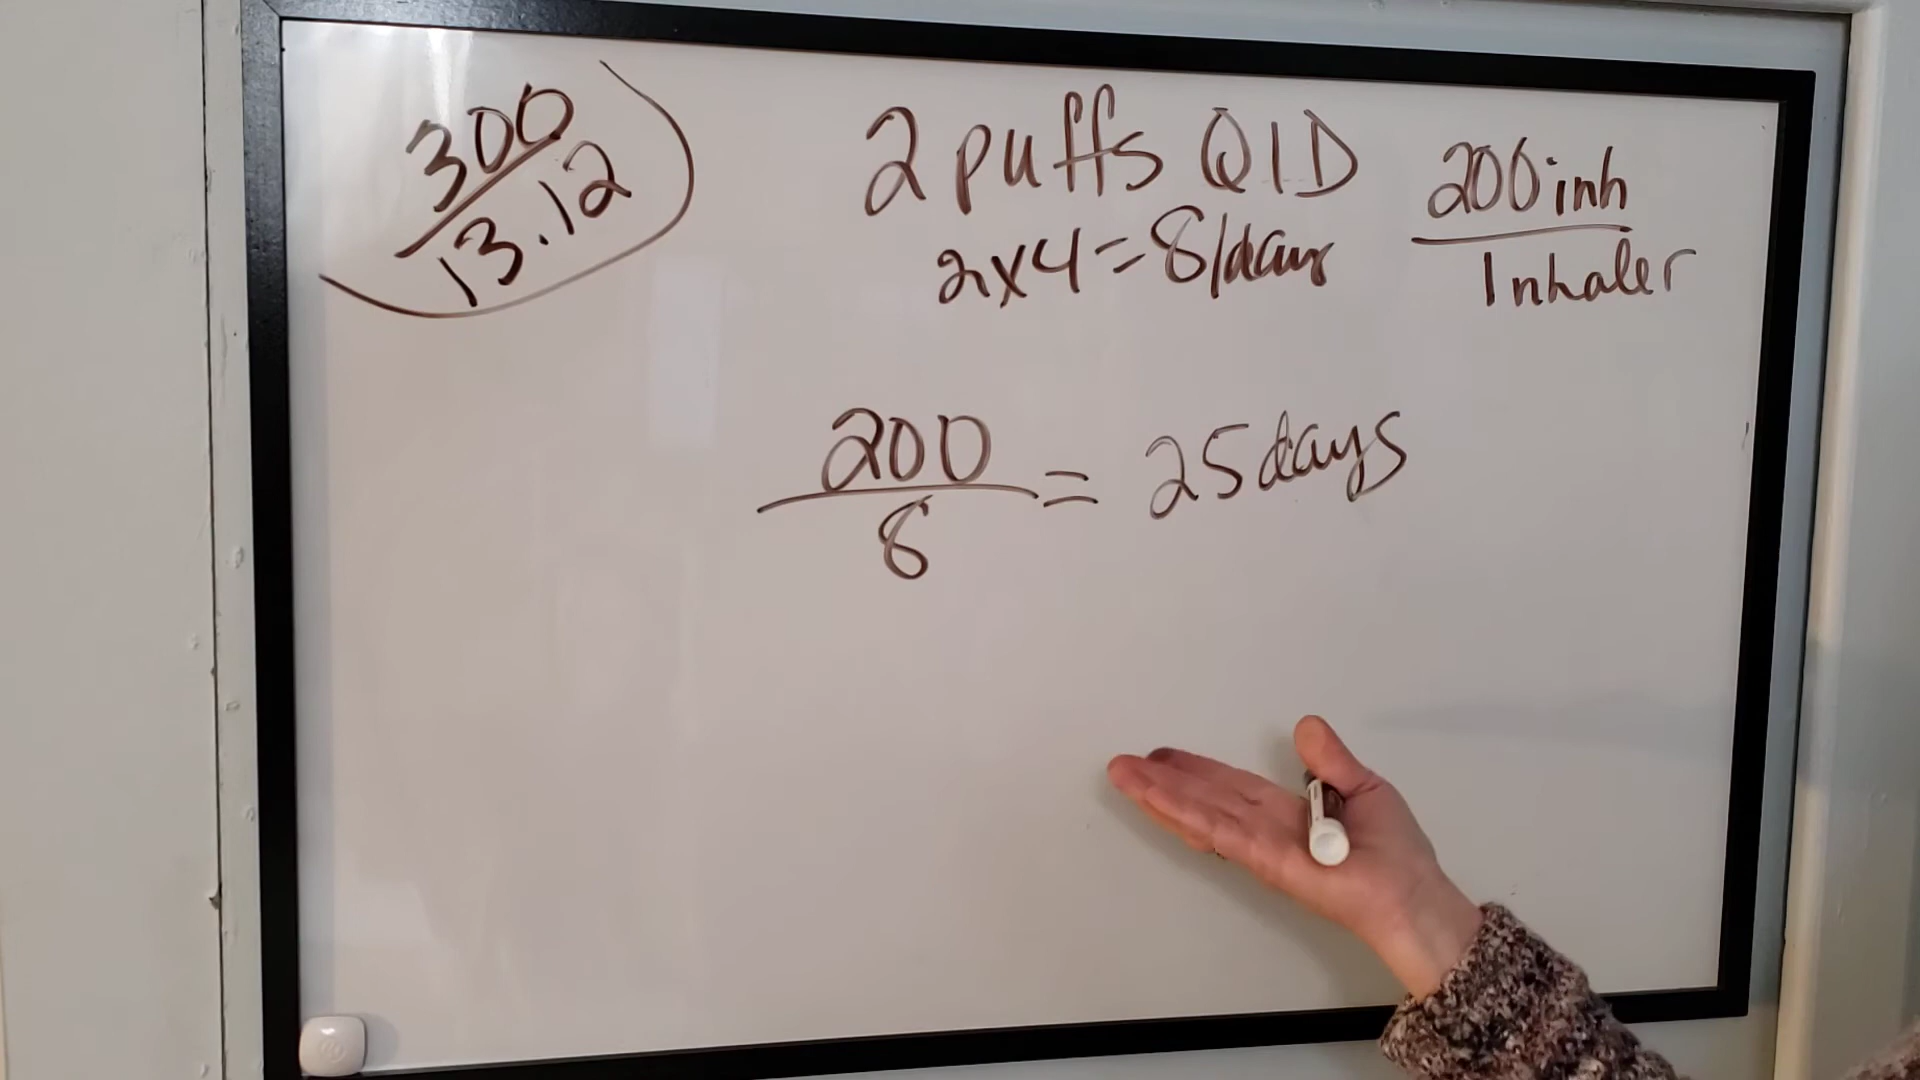 300
13.12
2 puffs QID
2x4=8/day
200 inh
Inhaler
200
8
= 25 days